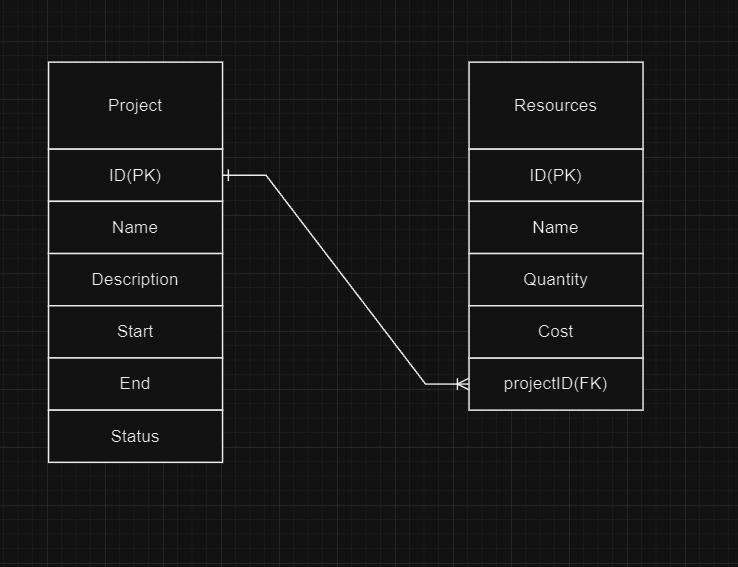 Project
ID(PK)
Name
Description
Start
End
Status
Resources
ID(PK)
Name
Quantity
Cost
projectID(FK)